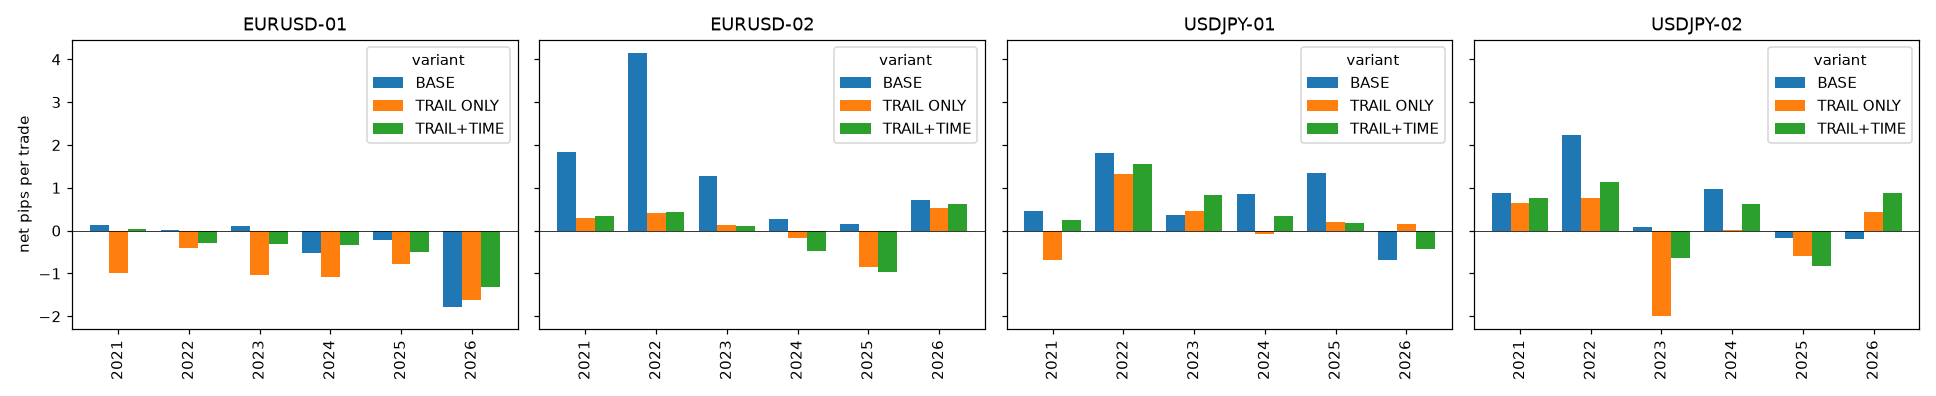 EURUSD-01
EURUSD-02
USDJPY-01
USDJPY-02
net pips per trade
4
3
2
1
0
−1
−2
variant
BASE
TRAIL ONLY
TRAIL+TIME
variant
BASE
TRAIL ONLY
TRAIL+TIME
variant
BASE
TRAIL ONLY
TRAIL+TIME
variant
BASE
TRAIL ONLY
TRAIL+TIME
2021 2022 2023 2024 2025 2026
2021 2022 2023 2024 2025 2026
2021 2022 2023 2024 2025 2026
2021 2022 2023 2024 2025 2026